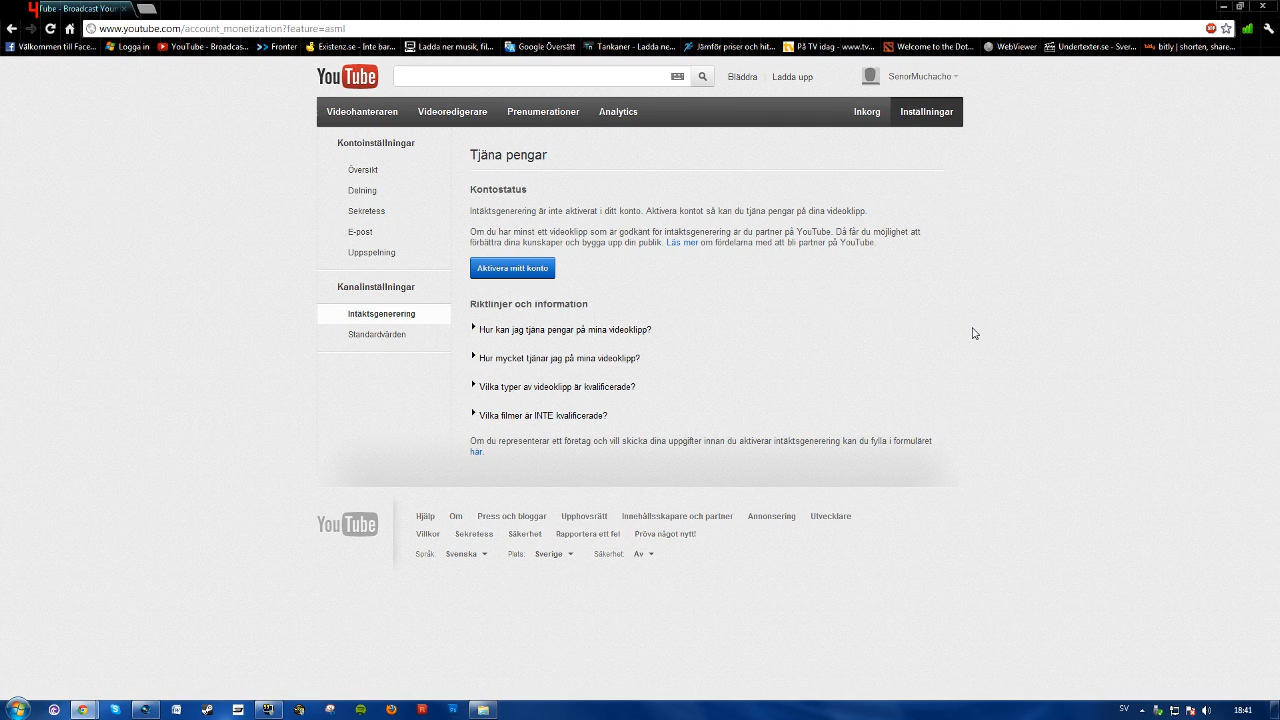 4
Tube - Broadcast Your
www.youtube.com/account_monetization?feature=asml
Välkommen till Face... Logga in YouTube - Broadcas... Fronter Existenz.se - Inte bar... Ladda ner musik, fil... Google Översätt Tankaner - Ladda ne... Jämför priser och hit... På TV idag - www.tv... Welcome to the Dot... WebViewer Undertexter.se - Sver... bitly | shorten, share...
YouTube Bläddra Ladda upp SenorMuchacho
Videohanteraren Videoredigerare Prenumerationer Analytics Inkorg Installningar
Kontoinställningar
Översikt
Delning
Sekretess
E-post
Uppspelning
Kanalinställningar
Intäktsgenerering
Standardvärden
Tjäna pengar
Kontostatus
Intäktsgenerering är inte aktiverat i ditt konto. Aktivera kontot så kan du tjäna pengar på dina videoklipp.
Om du har minst ett videoklipp som är godkänt för intäktsgenerering är du partner på YouTube. Då får du möjlighet att
förbättra dina kunskaper och bygga upp din publik. Läs mer om fördelarna med att bli partner på YouTube.
Aktivera mitt konto
Riktlinjer och information
Hur kan jag tjäna pengar på mina videoklipp?
Hur mycket tjänar jag på mina videoklipp?
Vilka typer av videoklipp är kvalificerade?
Vilka filmer är INTE kvalificerade?
Om du representerar ett företag och vill skicka dina uppgifter innan du aktiverar intäktsgenerering kan du fylla i formuläret
här.
YouTube Hjälp Om Press och bloggar Upphovsrätt Innehållsskapare och partner Annonsering Utvecklare
Villkor Sekretess Säkerhet Rapportera ett fel Pröva något nytt!
Språk: Svenska Plats: Sverige Säkerhet: Av
SV 18:41